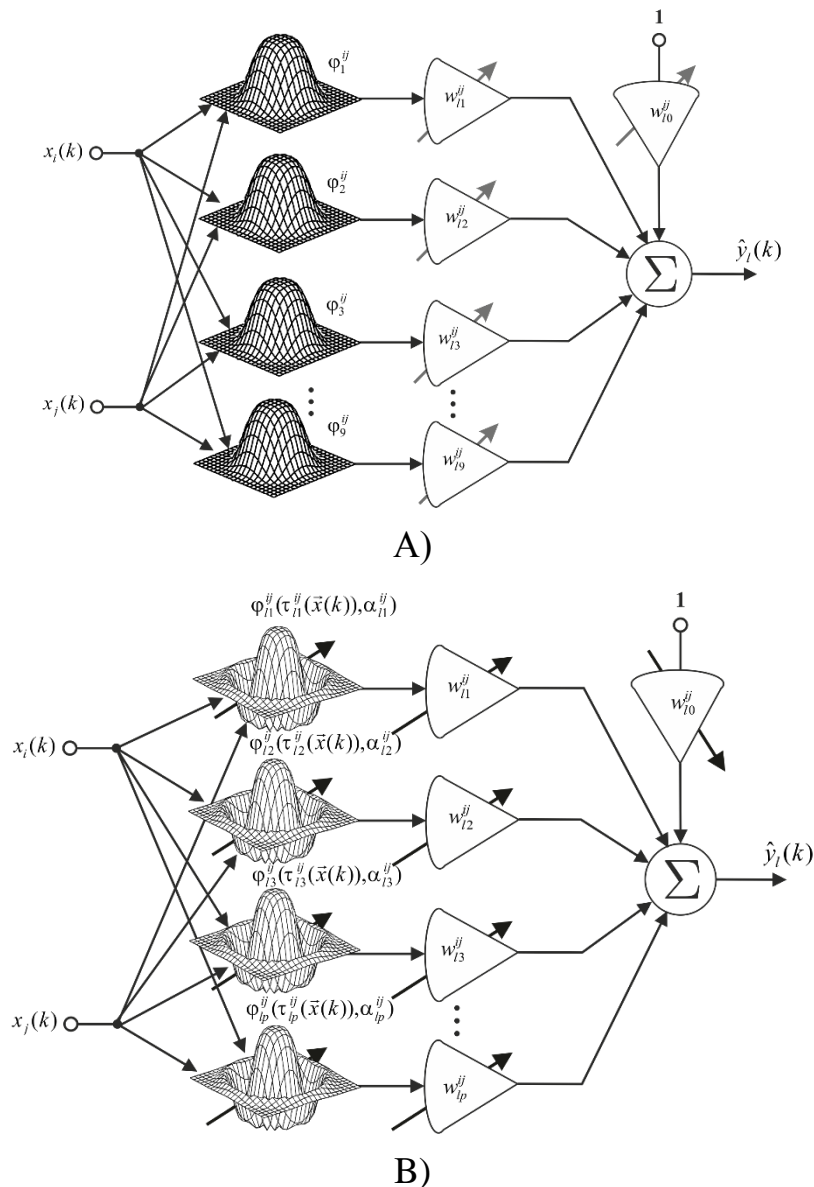 1
φ₁^{ij}
w_{l1}^{ij}
w_{l0}^{ij}
x_i(k)
φ₂^{ij}
w_{l2}^{ij}
ŷ_l(k)
Σ
φ₃^{ij}
w_{l3}^{ij}
x_j(k)
φ₉^{ij}
w_{l9}^{ij}
A)
φ_{l1}^{ij}(τ_{l1}^{ij}(x⃗(k)),α_{l1}^{ij})
1
w_{l1}^{ij}
w_{l0}^{ij}
x_i(k)
φ_{l2}^{ij}(τ_{l2}^{ij}(x⃗(k)),α_{l2}^{ij})
w_{l2}^{ij}
ŷ_l(k)
Σ
φ_{l3}^{ij}(τ_{l3}^{ij}(x⃗(k)),α_{l3}^{ij})
w_{l3}^{ij}
x_j(k)
φ_{lp}^{ij}(τ_{lp}^{ij}(x⃗(k)),α_{lp}^{ij})
w_{lp}^{ij}
B)